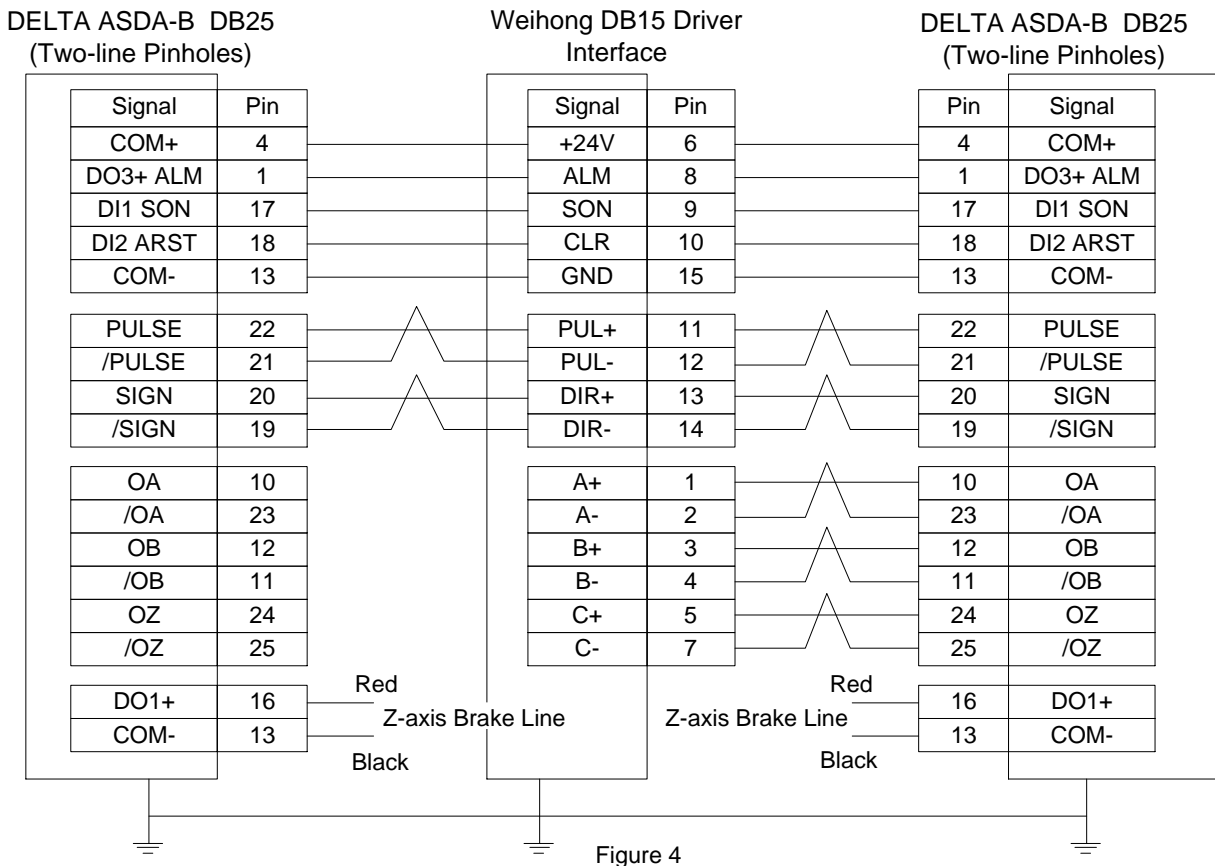 DELTA ASDA-B DB25 Weihong DB15 Driver DELTA ASDA-B DB25
(Two-line Pinholes) Interface (Two-line Pinholes)
Signal Pin Signal Pin Pin Signal
COM+ 4 +24V 6 4 COM+
DO3+ ALM 1 ALM 8 1 DO3+ ALM
DI1 SON 17 SON 9 17 DI1 SON
DI2 ARST 18 CLR 10 18 DI2 ARST
COM- 13 GND 15 13 COM-
PULSE 22 PUL+ 11 22 PULSE
/PULSE 21 PUL- 12 21 /PULSE
SIGN 20 DIR+ 13 20 SIGN
/SIGN 19 DIR- 14 19 /SIGN
OA 10 A+ 1 10 OA
/OA 23 A- 2 23 /OA
OB 12 B+ 3 12 OB
/OB 11 B- 4 11 /OB
OZ 24 C+ 5 24 OZ
/OZ 25 C- 7 25 /OZ
Red Red
DO1+ 16 16 DO1+
Z-axis Brake Line Z-axis Brake Line
COM- 13 13 COM-
Black Black
Figure 4